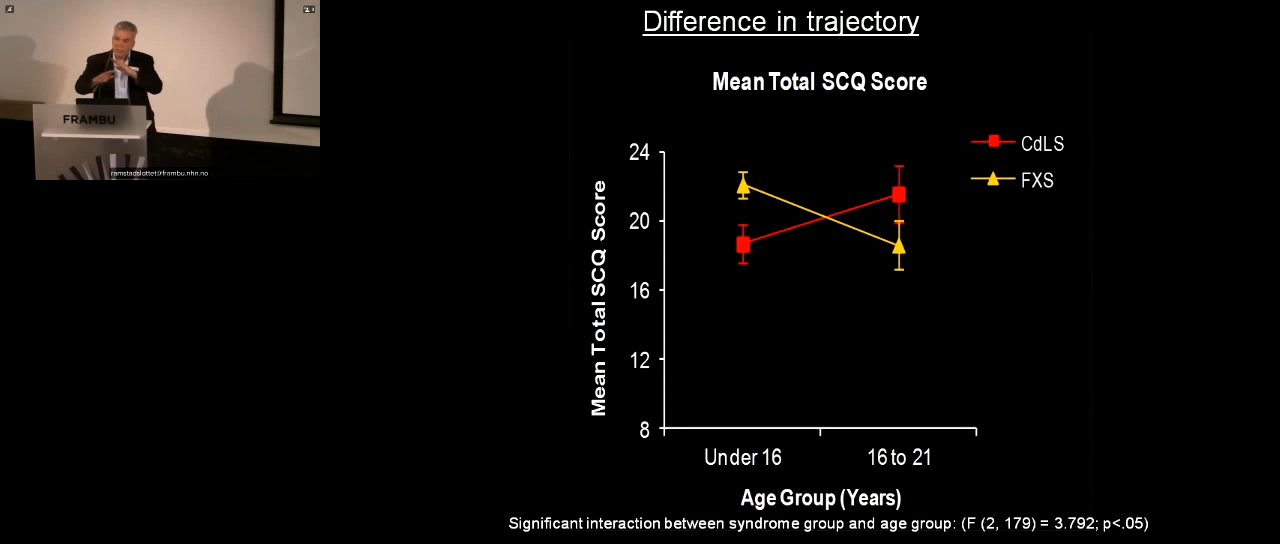 FRAMBU
ramstadslottet@frambu.nhn.no
Difference in trajectory
Mean Total SCQ Score
CdLS
FXS
Mean Total SCQ Score
24
20
16
12
8
Under 16
16 to 21
Age Group (Years)
Significant interaction between syndrome group and age group: (F (2, 179) = 3.792; p<.05)